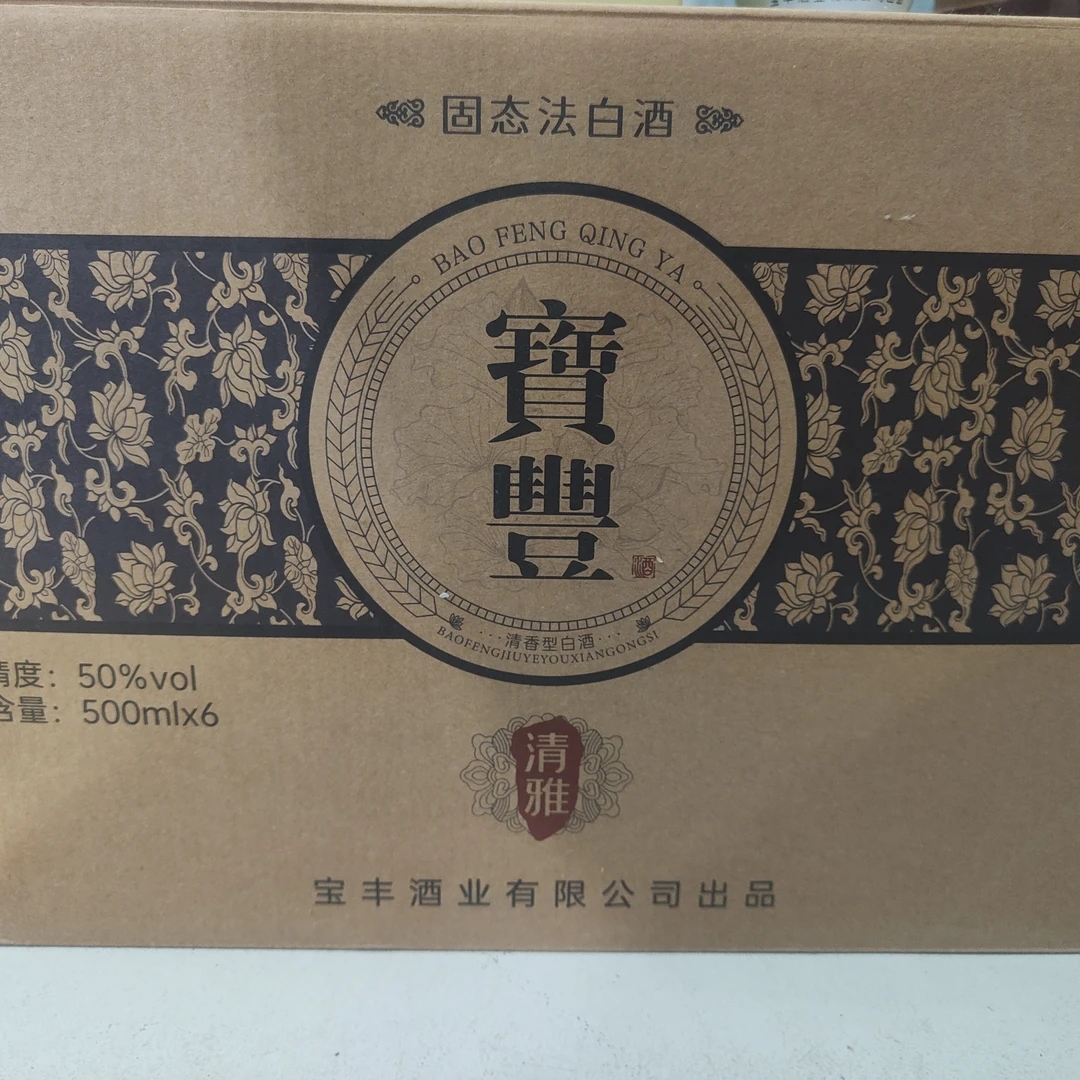 固态法白酒
BAO FENG QING YA
寶豐
酒
清香型白酒
BAOFENGJIUYEYOUXIANGONGSI
精度：50%vol
含量：500mlx6
清雅
宝丰酒业有限公司出品